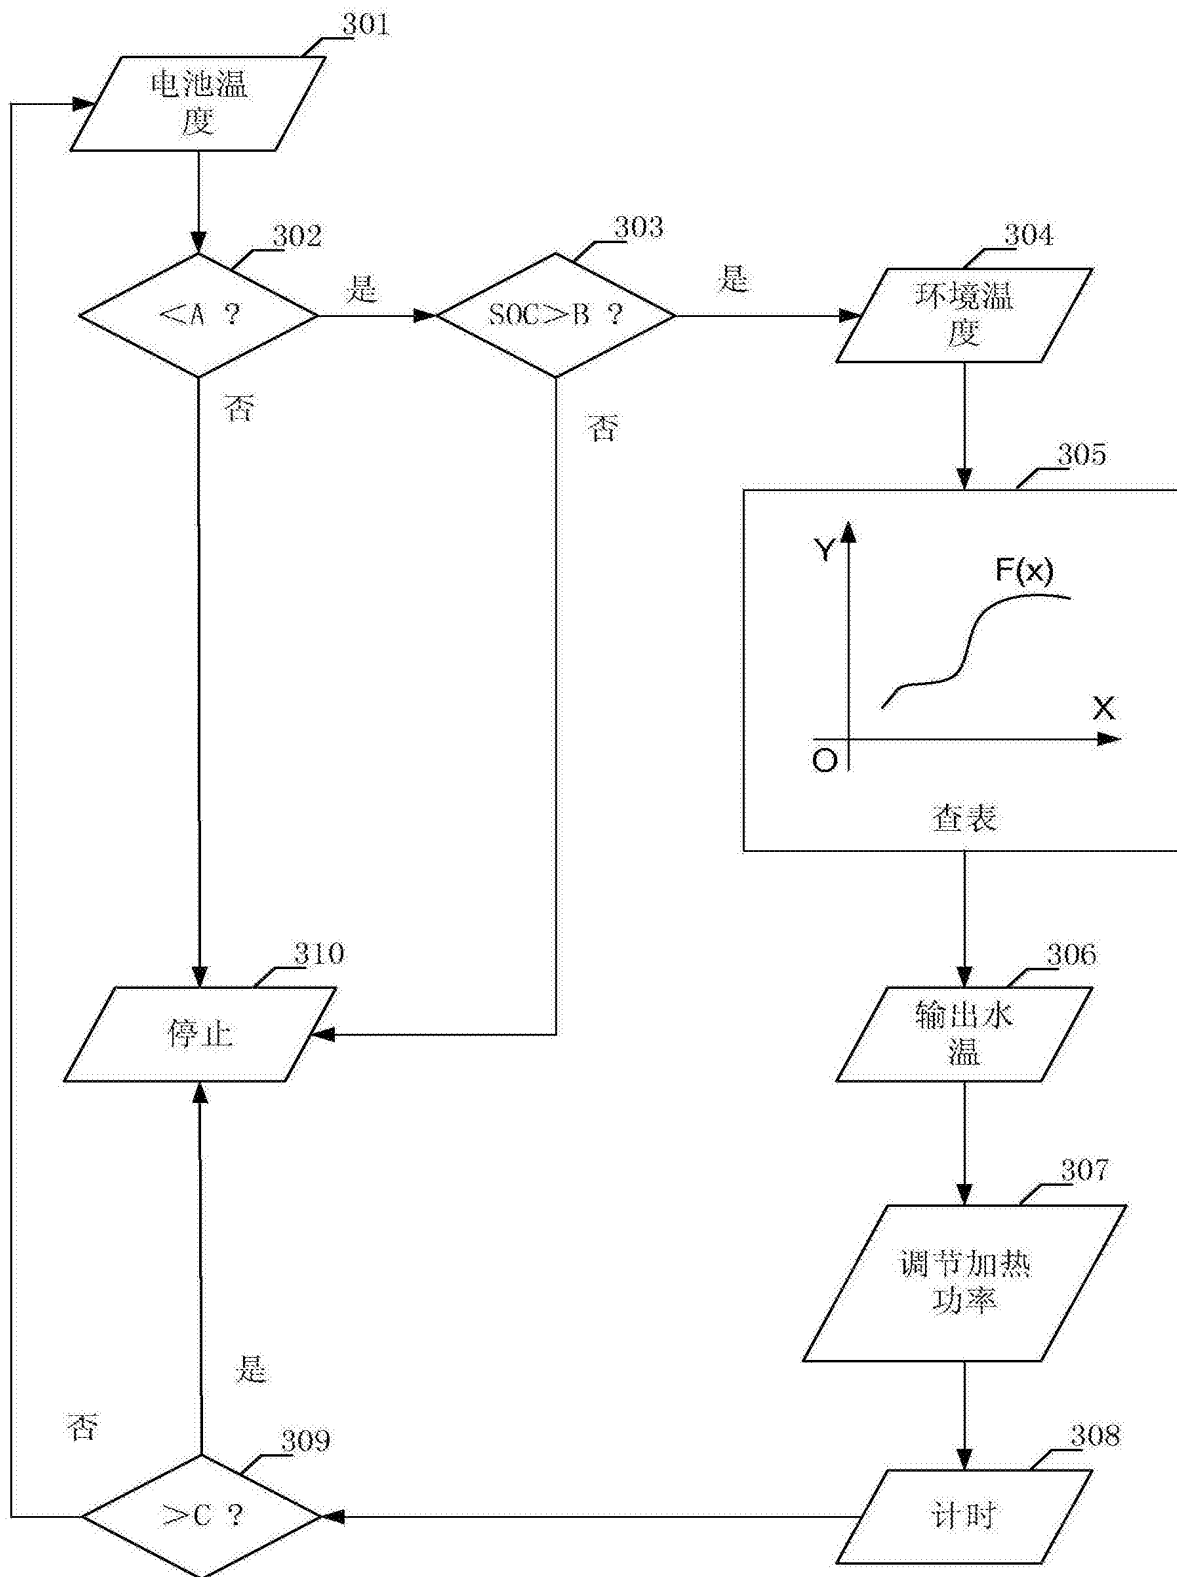 301
电池温
度
302
<A ?
是
否
303
SOC>B ?
是
否
304
环境温
度
305
Y
F(x)
X
O
查表
306
输出水
温
307
调节加热
功率
308
计时
309
>C ?
是
否
310
停止